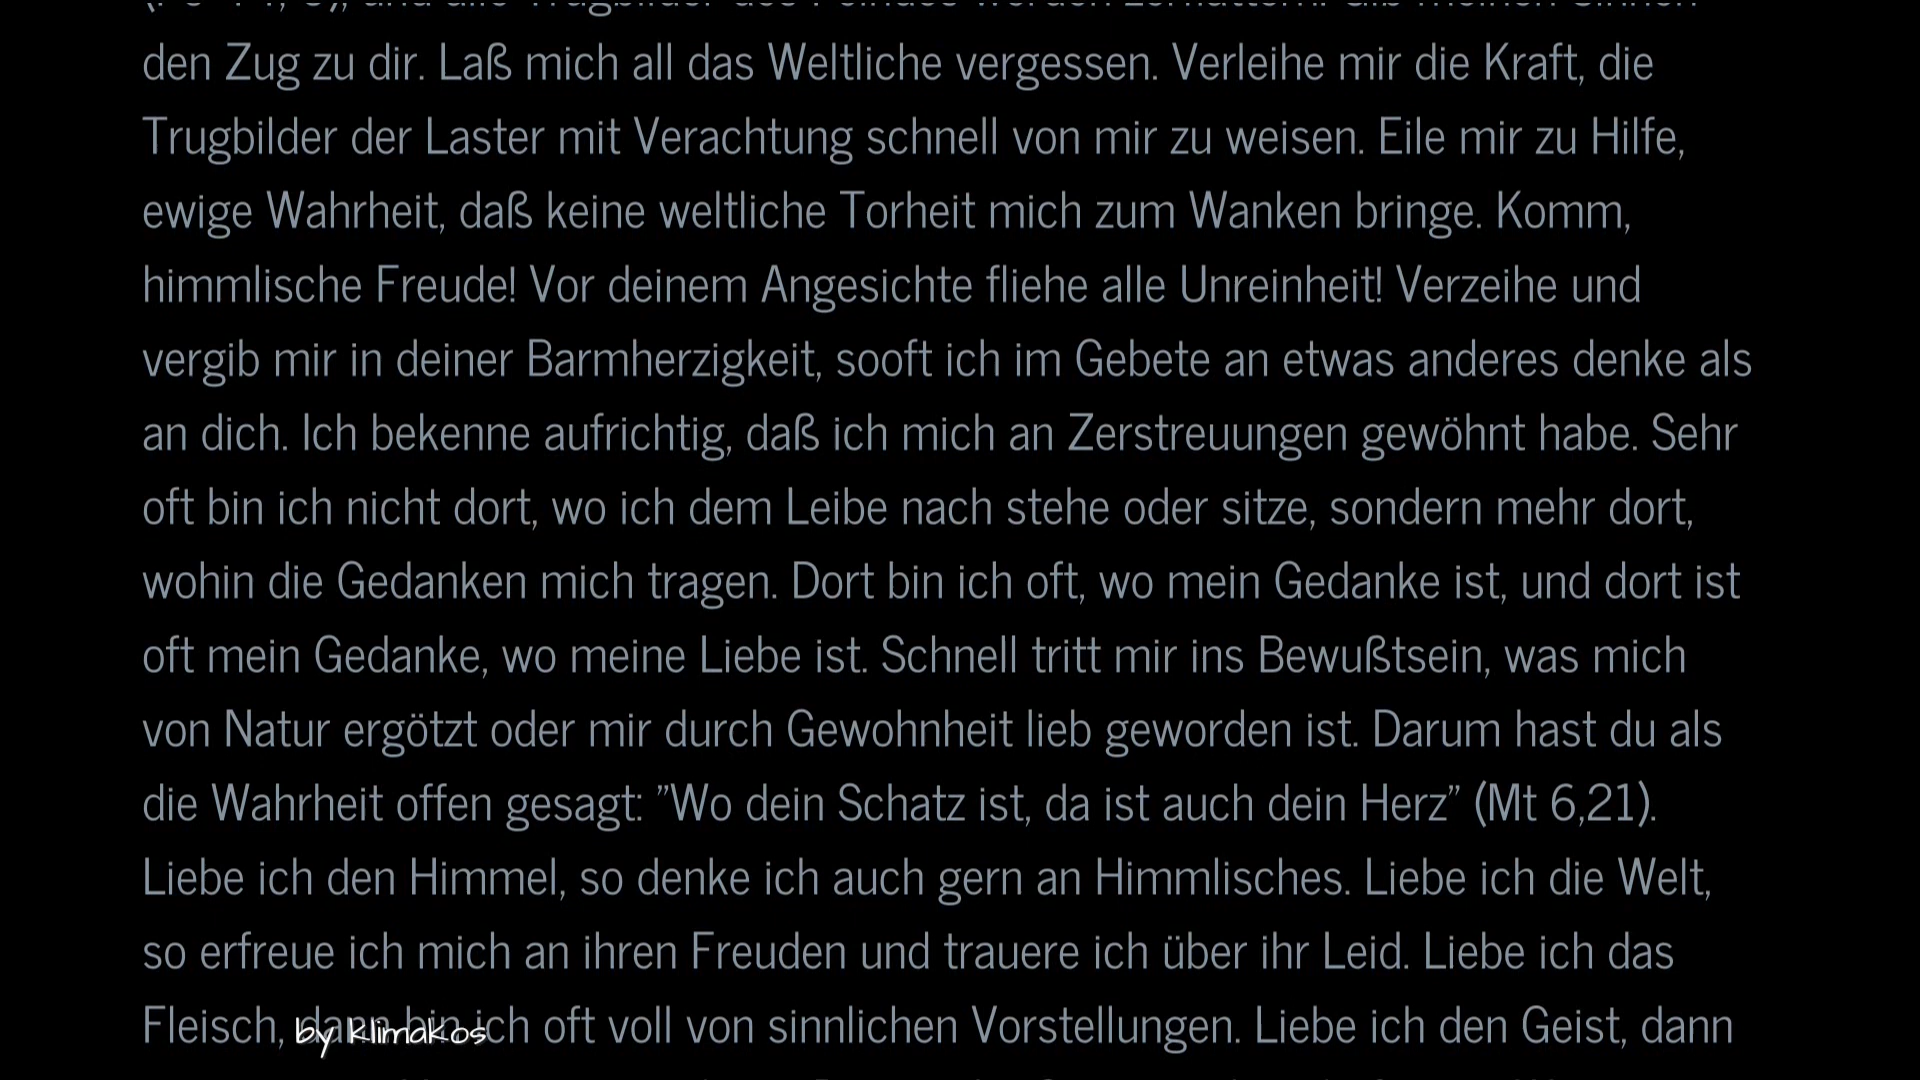 den Zug zu dir. Laß mich all das Weltliche vergessen. Verleihe mir die Kraft, die
Trugbilder der Laster mit Verachtung schnell von mir zu weisen. Eile mir zu Hilfe,
ewige Wahrheit, daß keine weltliche Torheit mich zum Wanken bringe. Komm,
himmlische Freude! Vor deinem Angesichte fliehe alle Unreinheit! Verzeihe und
vergib mir in deiner Barmherzigkeit, sooft ich im Gebete an etwas anderes denke als
an dich. Ich bekenne aufrichtig, daß ich mich an Zerstreuungen gewöhnt habe. Sehr
oft bin ich nicht dort, wo ich dem Leibe nach stehe oder sitze, sondern mehr dort,
wohin die Gedanken mich tragen. Dort bin ich oft, wo mein Gedanke ist, und dort ist
oft mein Gedanke, wo meine Liebe ist. Schnell tritt mir ins Bewußtsein, was mich
von Natur ergötzt oder mir durch Gewohnheit lieb geworden ist. Darum hast du als
die Wahrheit offen gesagt: ”Wo dein Schatz ist, da ist auch dein Herz” (Mt 6,21).
Liebe ich den Himmel, so denke ich auch gern an Himmlisches. Liebe ich die Welt,
so erfreue ich mich an ihren Freuden und trauere ich über ihr Leid. Liebe ich das
Fleisch, dann bin ich oft voll von sinnlichen Vorstellungen. Liebe ich den Geist, dann
by klimakos